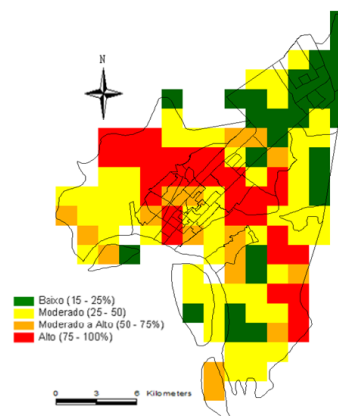 N
Baixo (15 - 25%)
Moderado (25 - 50)
Moderado a Alto (50 - 75%)
Alto (75 - 100%)
0 3 6 Kilometers